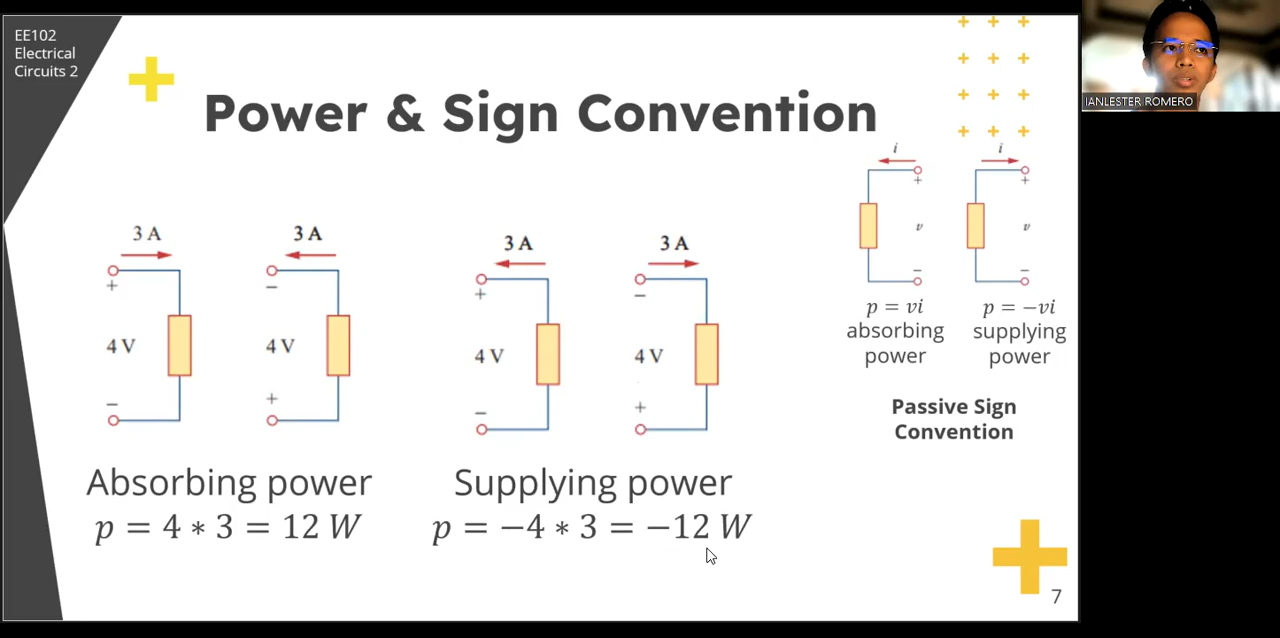 EE102
Electrical
Circuits 2
Power & Sign Convention
IANLESTER ROMERO
3 A
+
4 V
−
3 A
−
4 V
+
3 A
+
4 V
−
3 A
−
4 V
+
i
+
v
−
i
+
v
−
p = vi
absorbing
power
p = −vi
supplying
power
Passive Sign
Convention
Absorbing power
p = 4 ∗ 3 = 12 W
Supplying power
p = −4 ∗ 3 = −12 W
7